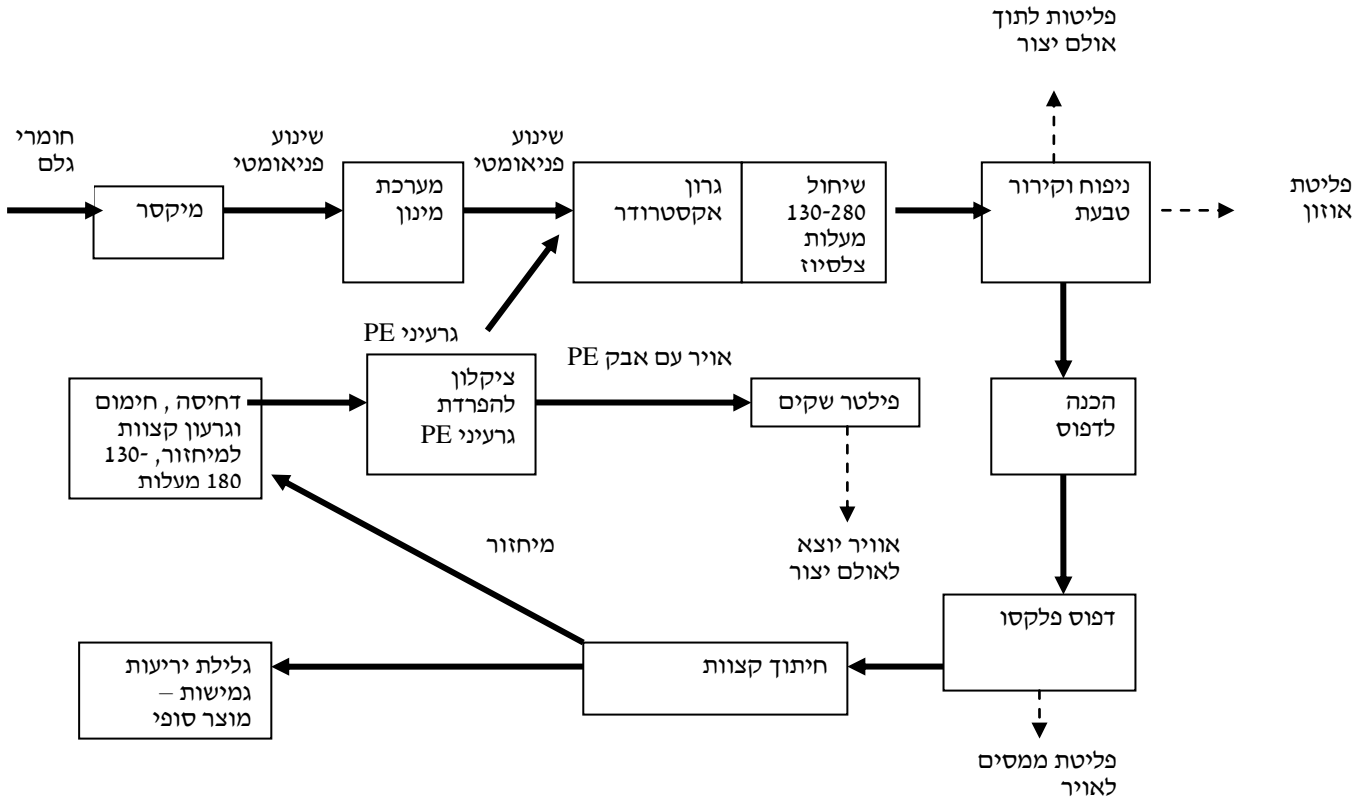 פליטות לתוך
אולם יצור
חומרי
גלם
שינוע
פניאומטי
שינוע
פניאומטי
מיקסר
מערכת
מינון
גרון
אקסטרודר
שיחול
130-280
מעלות
צלסיוז
ניפוח וקירור
טבעת
פליטת
אוזון
גרעיני PE
אויר עם אבק PE
דחיסה , חימום
וגרעון קצוות
למיחזור, 130-
180 מעלות
ציקלון
להפרדת
גרעיני PE
פילטר שקים
הכנה
לדפוס
מיחזור
אוויר יוצא
לאולם יצור
דפוס פלקסו
חיתוך קצוות
גלילת יריעות
גמישות –
מוצר סופי
פליטת ממסים
לאויר